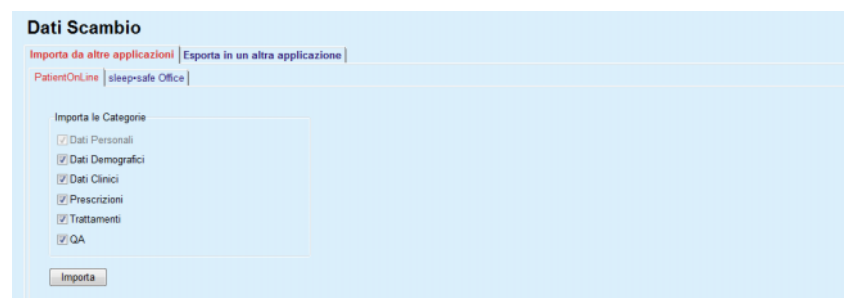 Dati Scambio
Importa da altre applicazioni Esporta in un altra applicazione
PatientOnLine sleep•safe Office
Importa le Categorie
Dati Personali
Dati Demografici
Dati Clinici
Prescrizioni
Trattamenti
QA
Importa